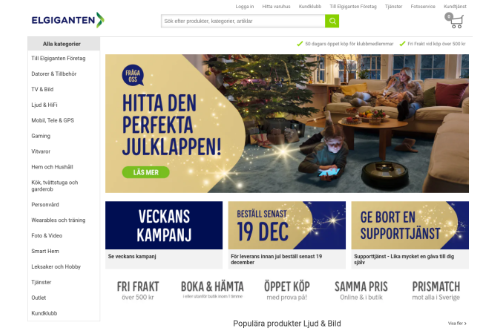 Logga in Hitta varuhus Kundklubb Till Elgiganten Företag Tjänster Fotoservice Kundtjänst
ELGIGANTEN
Sök efter produkter, kategorier, artiklar
0
Alla kategorier
50 dagars öppet köp för klubbmedlemmar Fri frakt vid köp över 500 kr
Till Elgiganten Företag
Datorer & Tillbehör
TV & Bild
Ljud & HiFi
Mobil, Tele & GPS
Gaming
Vitvaror
Hem och Hushåll
Kök, tvättstuga och
garderob
Personvård
Wearables och träning
Foto & Video
Smart Hem
Leksaker och Hobby
Tjänster
Outlet
Kundklubb
FRÅGA
OSS
HITTA DEN
PERFEKTA
JULKLAPPEN!
LÄS MER
VECKANS
KAMPANJ
Se veckans kampanj
BESTÄLL SENAST
19 DEC
För leverans innan jul beställ senast 19
december
GE BORT EN
SUPPORTTJÄNST
Supporttjänst - Lika mycket en gåva till dig
själv
FRI FRAKT
över 500 kr
BOKA & HÄMTA
ÖPPET KÖP
med prova på!
SAMMA PRIS
Online & i butik
PRISMATCH
mot alla i Sverige
Populära produkter Ljud & Bild
Visa fler